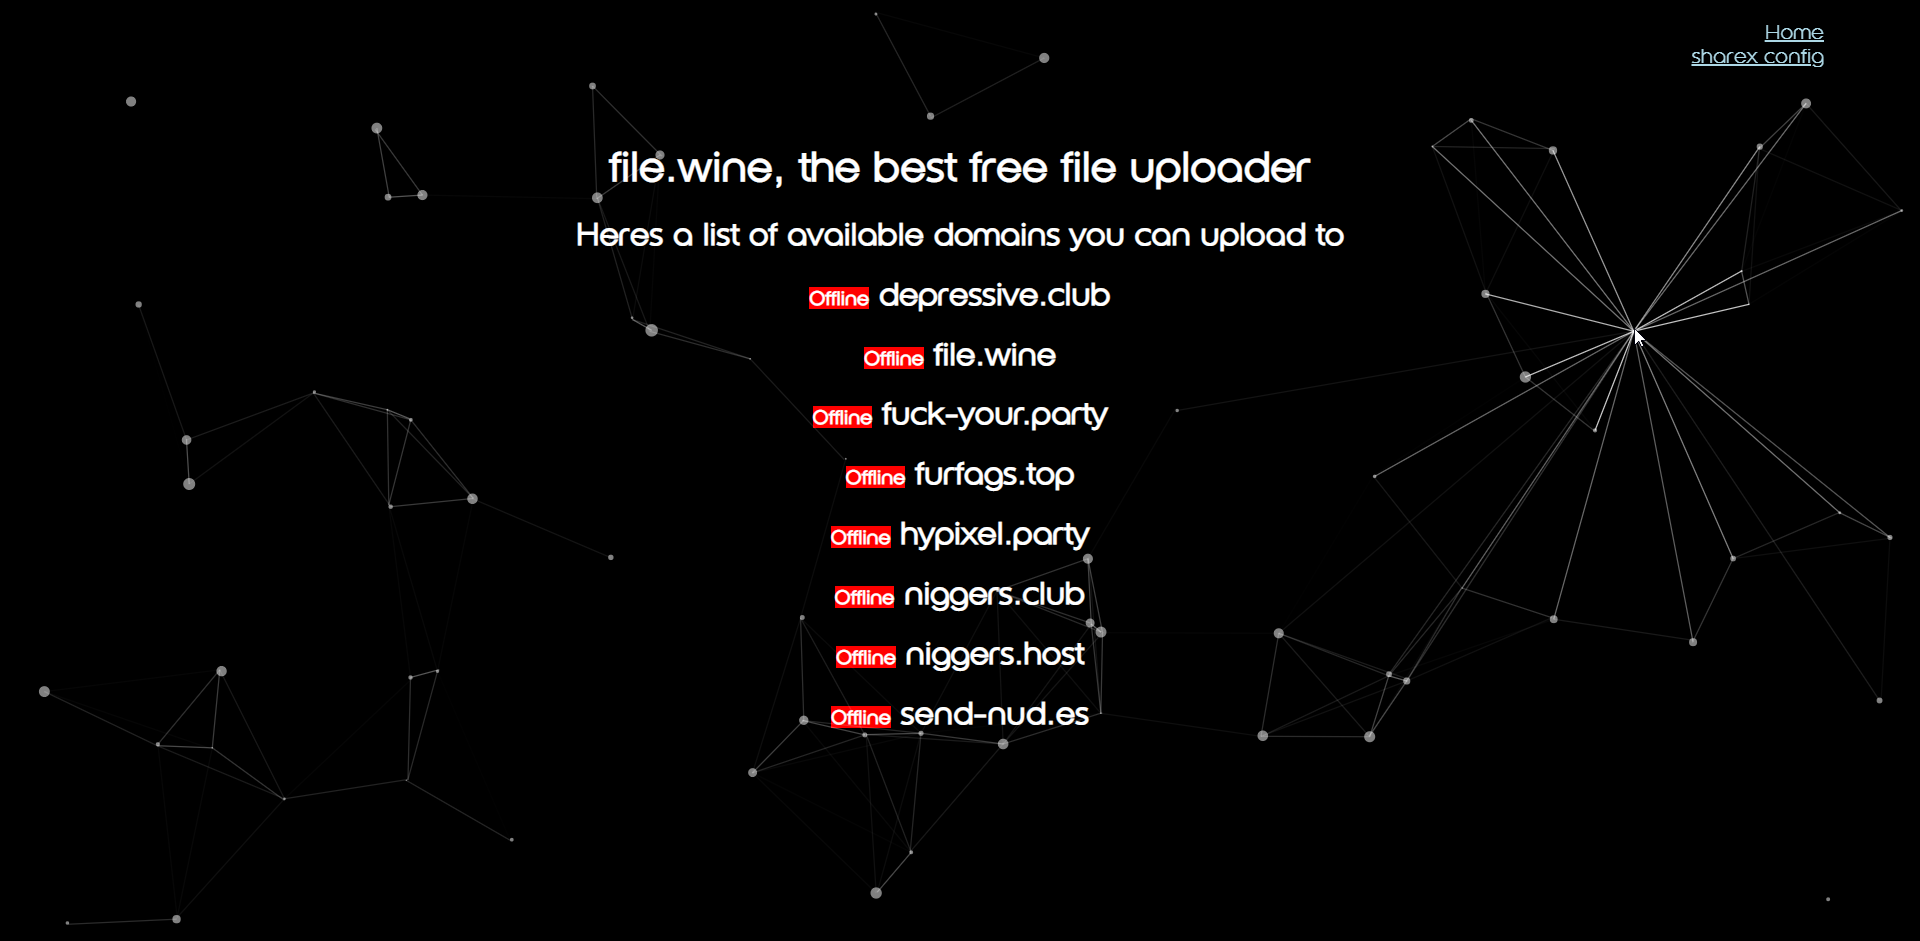 Home
sharex config
file.wine, the best free file uploader
Heres a list of available domains you can upload to
Offline depressive.club
Offline file.wine
Offline fuck-your.party
Offline furfags.top
Offline hypixel.party
Offline niggers.club
Offline niggers.host
Offline send-nud.es